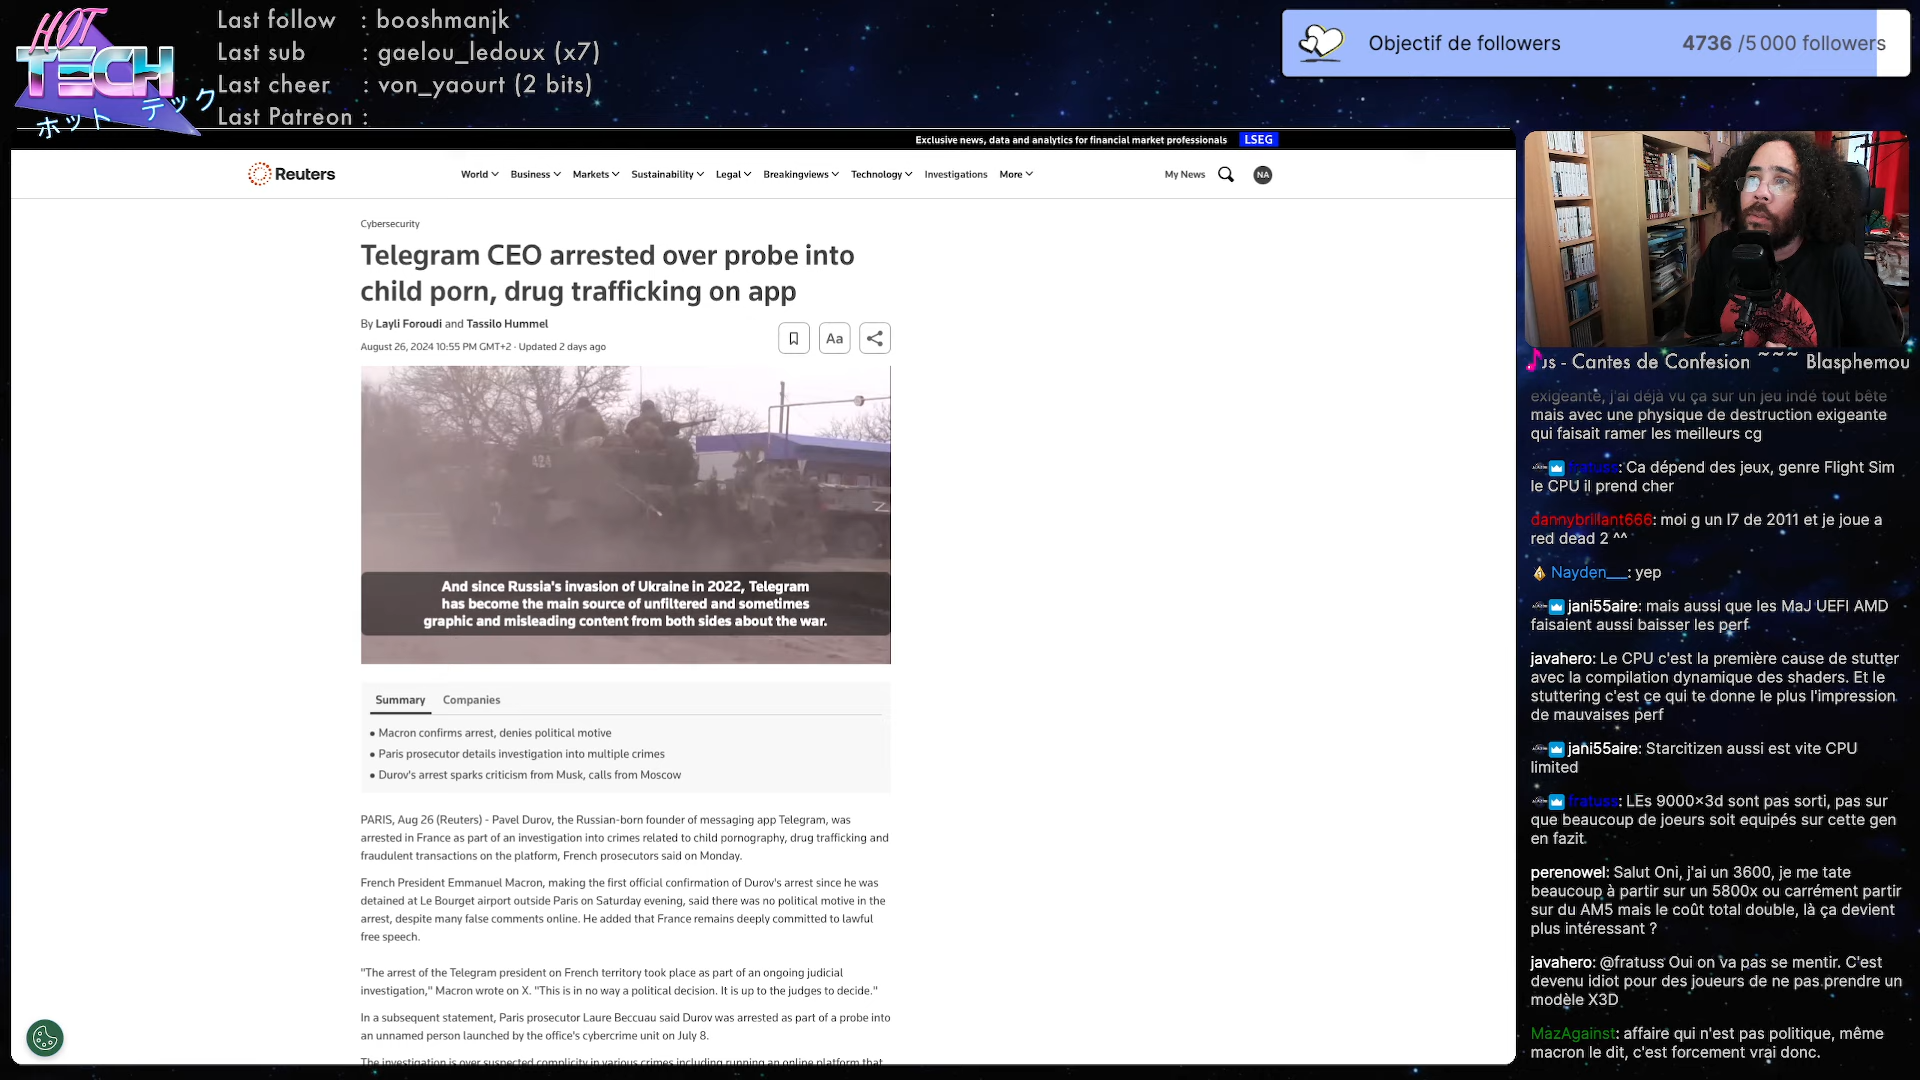 HOT
TECH
ホット テック
Last follow : booshmanjk
Last sub : gaelou_ledoux (x7)
Last cheer : von_yaourt (2 bits)
Last Patreon :
Objectif de followers
4736 /5 000 followers
Exclusive news, data and analytics for financial market professionals
LSEG
Reuters
World
Business
Markets
Sustainability
Legal
Breakingviews
Technology
Investigations
More
My News
NA
Cybersecurity
Telegram CEO arrested over probe into
child porn, drug trafficking on app
By Layli Foroudi and Tassilo Hummel
August 26, 2024 10:55 PM GMT+2 · Updated 2 days ago
Aa
424
Z
And since Russia's invasion of Ukraine in 2022, Telegram
has become the main source of unfiltered and sometimes
graphic and misleading content from both sides about the war.
Summary
Companies
• Macron confirms arrest, denies political motive
• Paris prosecutor details investigation into multiple crimes
• Durov's arrest sparks criticism from Musk, calls from Moscow
PARIS, Aug 26 (Reuters) - Pavel Durov, the Russian-born founder of messaging app Telegram, was
arrested in France as part of an investigation into crimes related to child pornography, drug trafficking and
fraudulent transactions on the platform, French prosecutors said on Monday.
French President Emmanuel Macron, making the first official confirmation of Durov's arrest since he was
detained at Le Bourget airport outside Paris on Saturday evening, said there was no political motive in the
arrest, despite many false comments online. He added that France remains deeply committed to lawful
free speech.
"The arrest of the Telegram president on French territory took place as part of an ongoing judicial
investigation," Macron wrote on X. "This is in no way a political decision. It is up to the judges to decide."
In a subsequent statement, Paris prosecutor Laure Beccuau said Durov was arrested as part of a probe into
an unnamed person launched by the office's cybercrime unit on July 8.
The investigation is over suspected complicity in various crimes including running an online platform that
us - Cantes de Confesion ~~~ Blasphemou
exigeante, j'ai déjà vu ça sur un jeu indé tout bête
mais avec une physique de destruction exigeante
qui faisait ramer les meilleurs cg
fratuss: Ca dépend des jeux, genre Flight Sim
le CPU il prend cher
dannybrillant666: moi g un I7 de 2011 et je joue a
red dead 2 ^^
Nayden___: yep
jani55aire: mais aussi que les MaJ UEFI AMD
faisaient aussi baisser les perf
javahero: Le CPU c'est la première cause de stutter
avec la compilation dynamique des shaders. Et le
stuttering c'est ce qui te donne le plus l'impression
de mauvaises perf
jani55aire: Starcitizen aussi est vite CPU
limited
fratuss: LEs 9000x3d sont pas sorti, pas sur
que beaucoup de joeurs soit equipés sur cette gen
en fazit
perenowel: Salut Oni, j'ai un 3600, je me tate
beaucoup à partir sur un 5800x ou carrément partir
sur du AM5 mais le coût total double, là ça devient
plus intéressant ?
javahero: @fratuss Oui on va pas se mentir. C'est
devenu idiot pour des joueurs de ne pas prendre un
modèle X3D
MazAgainst: affaire qui n'est pas politique, même
macron le dit, c'est forcement vrai donc.